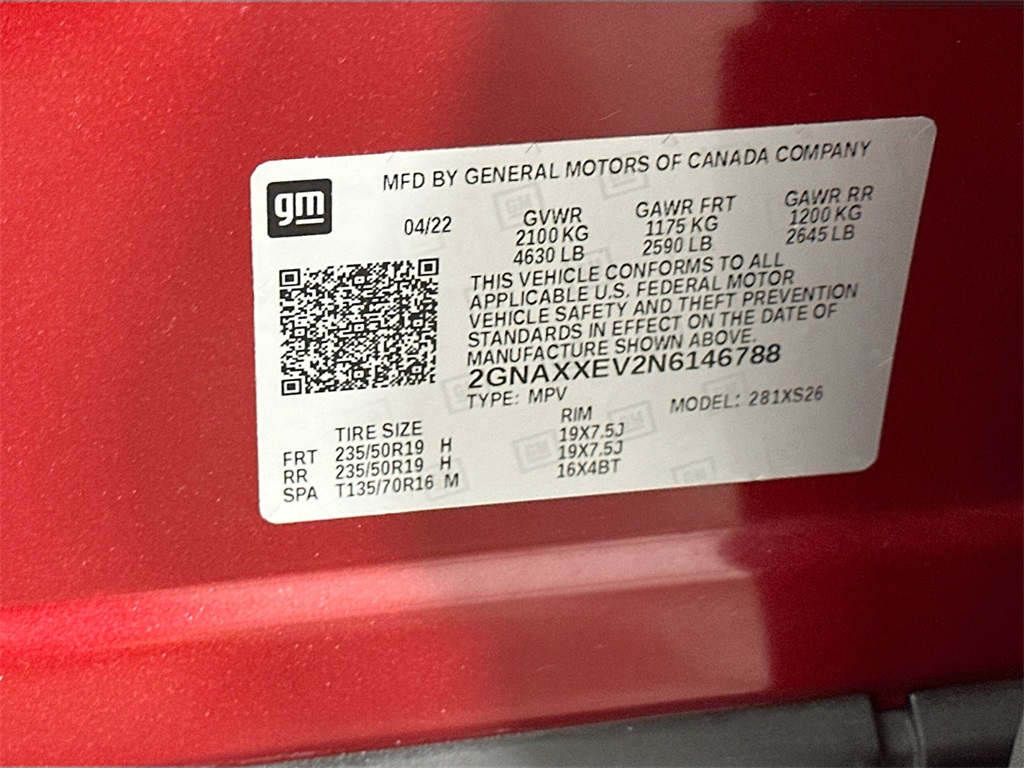 MFD BY GENERAL MOTORS OF CANADA COMPANY
gm
04/22
GVWR
2100 KG
4630 LB
GAWR FRT
1175 KG
2590 LB
GAWR RR
1200 KG
2645 LB
THIS VEHICLE CONFORMS TO ALL
APPLICABLE U.S. FEDERAL MOTOR
VEHICLE SAFETY AND THEFT PREVENTION
STANDARDS IN EFFECT ON THE DATE OF
MANUFACTURE SHOWN ABOVE.
2GNAXXEV2N6146788
TYPE: MPV
MODEL: 281XS26
TIRE SIZE RIM
FRT 235/50R19 H 19X7.5J
RR 235/50R19 H 19X7.5J
SPA T135/70R16 M 16X4BT